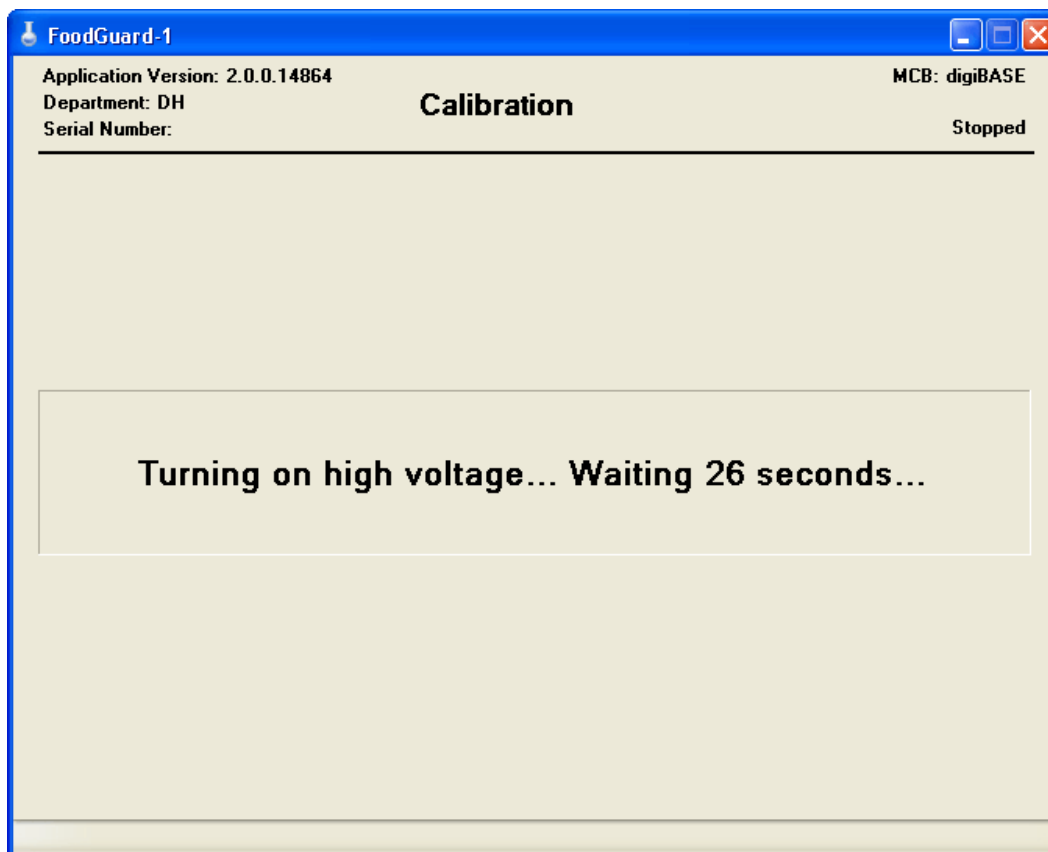 FoodGuard-1
Application Version: 2.0.0.14864
Department: DH
Serial Number:
Calibration
MCB: digiBASE
Stopped
Turning on high voltage... Waiting 26 seconds...